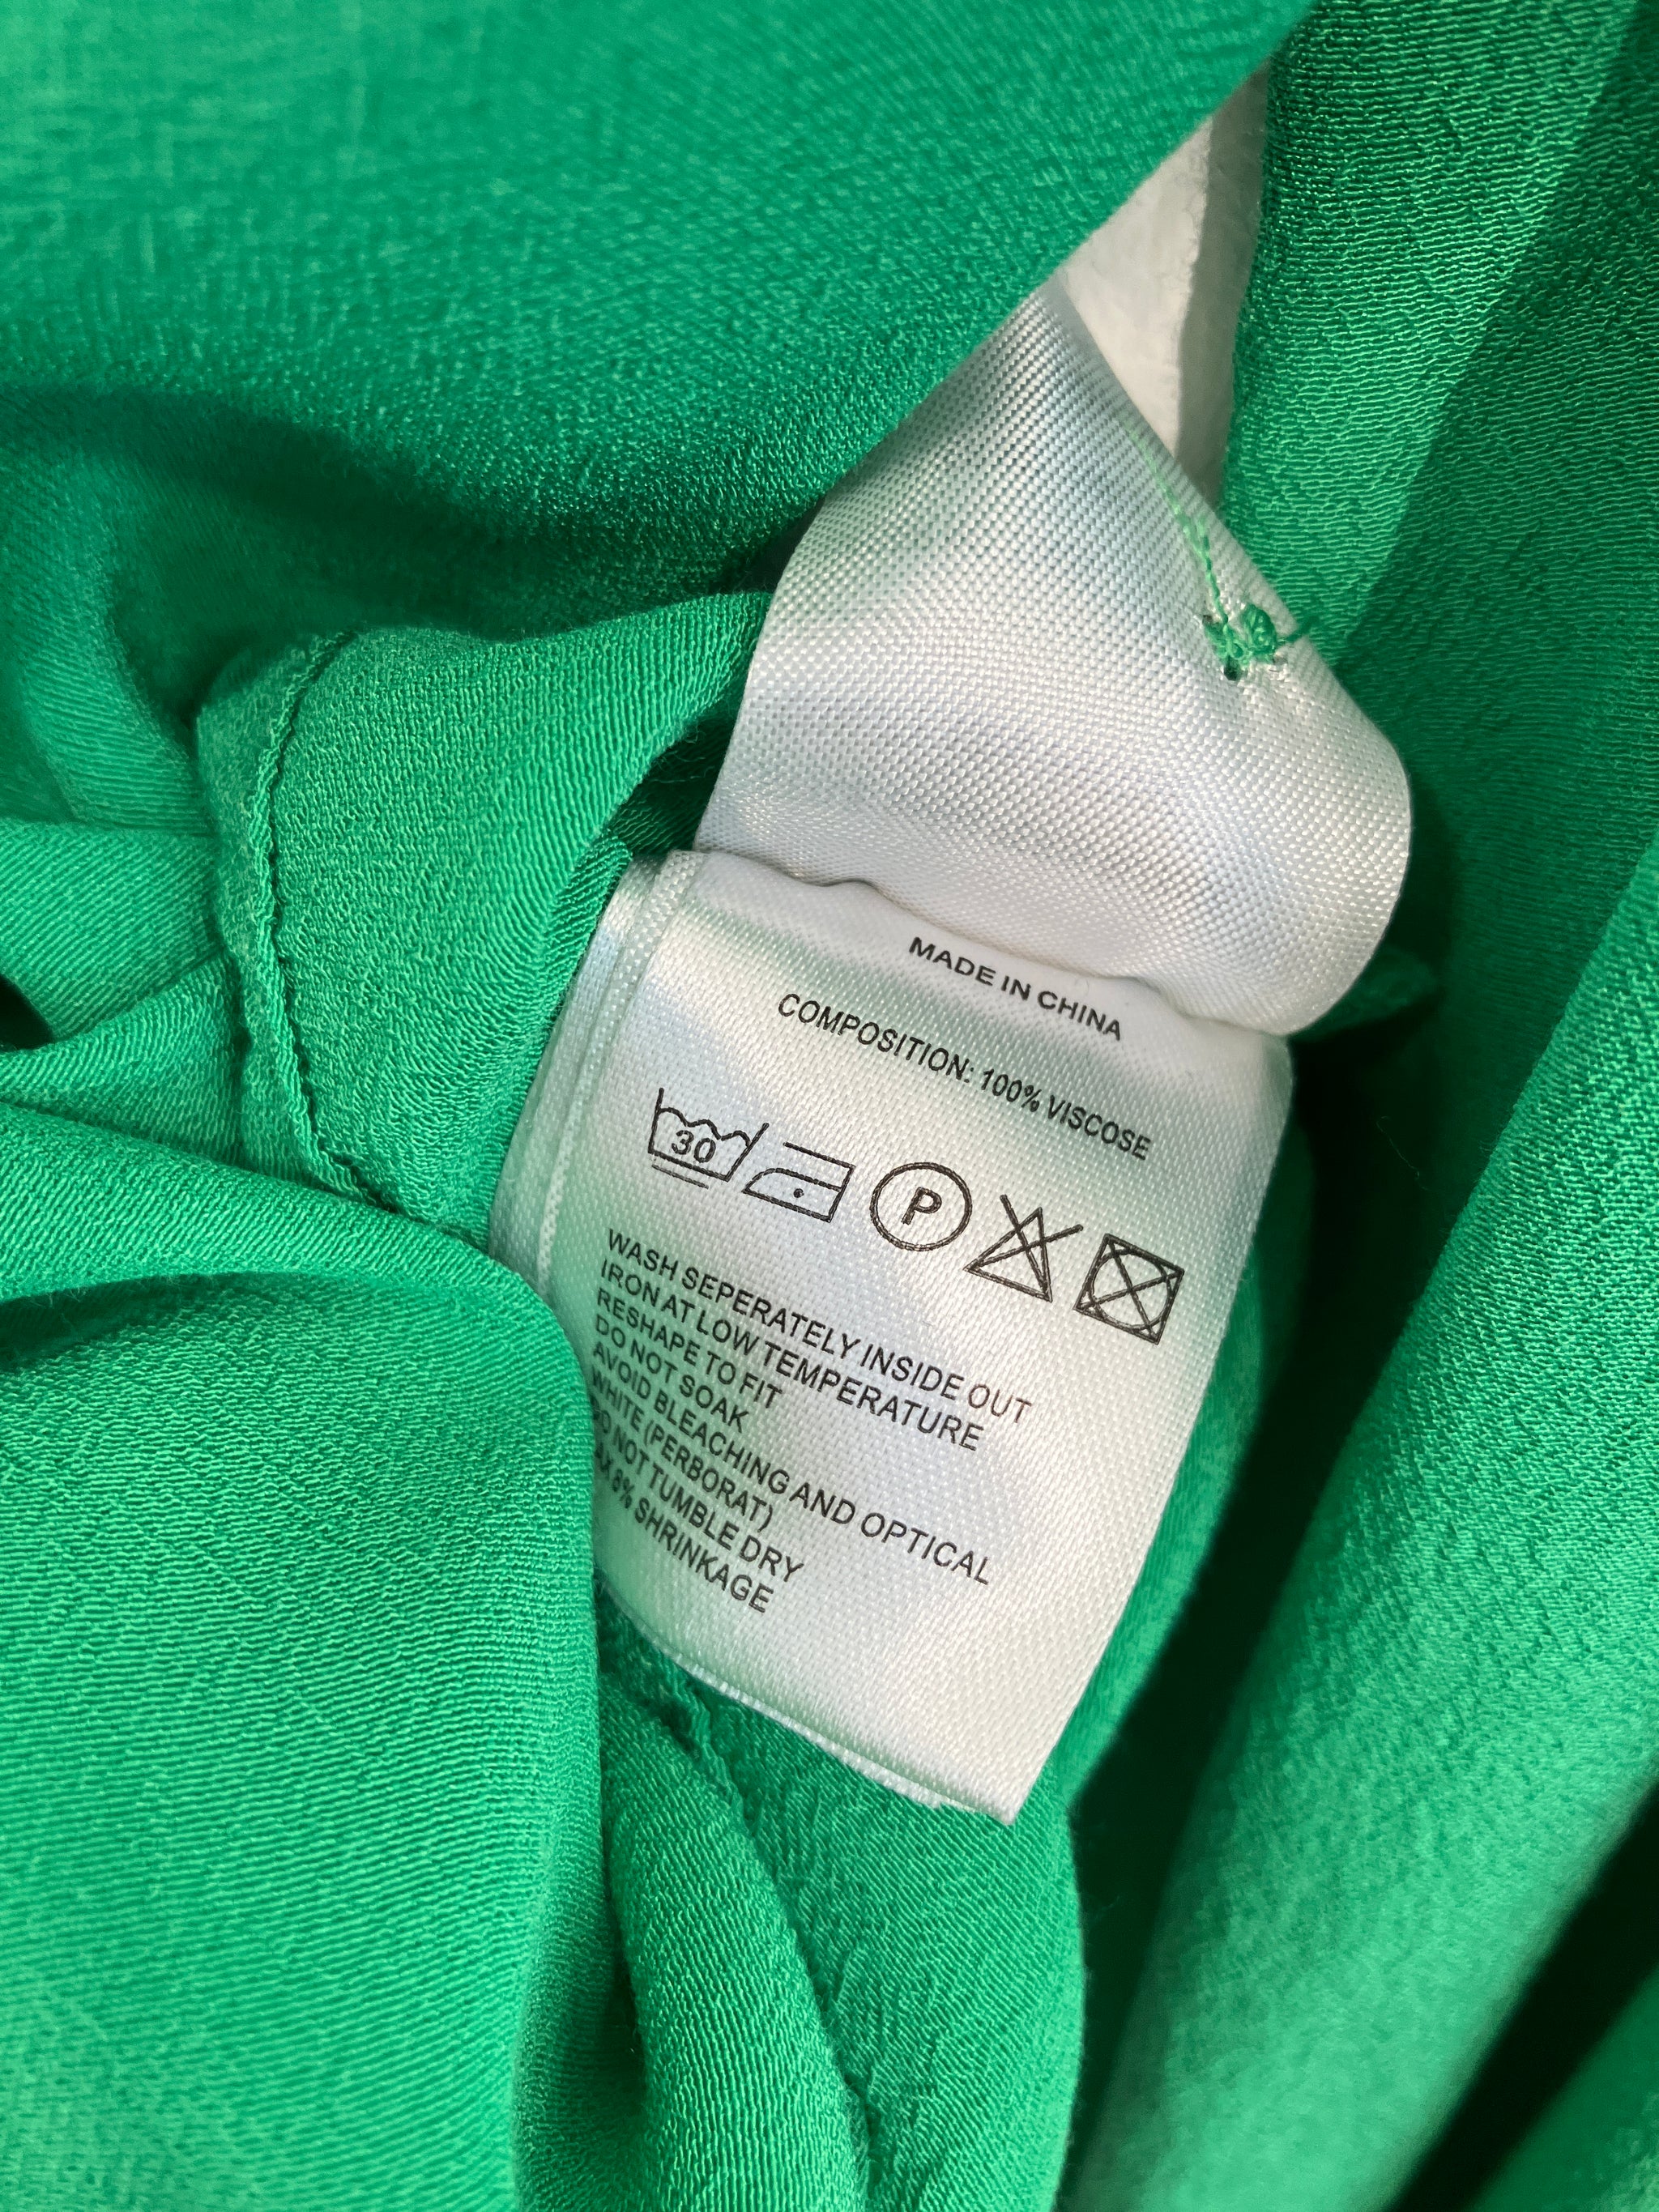 MADE IN CHINA
COMPOSITION: 100% VISCOSE
30 P
WASH SEPERATELY INSIDE OUT
IRON AT LOW TEMPERATURE
RESHAPE TO FIT
DO NOT SOAK
AVOID BLEACHING AND OPTICAL
WHITE (PERBORAT)
DO NOT TUMBLE DRY
8% SHRINKAGE